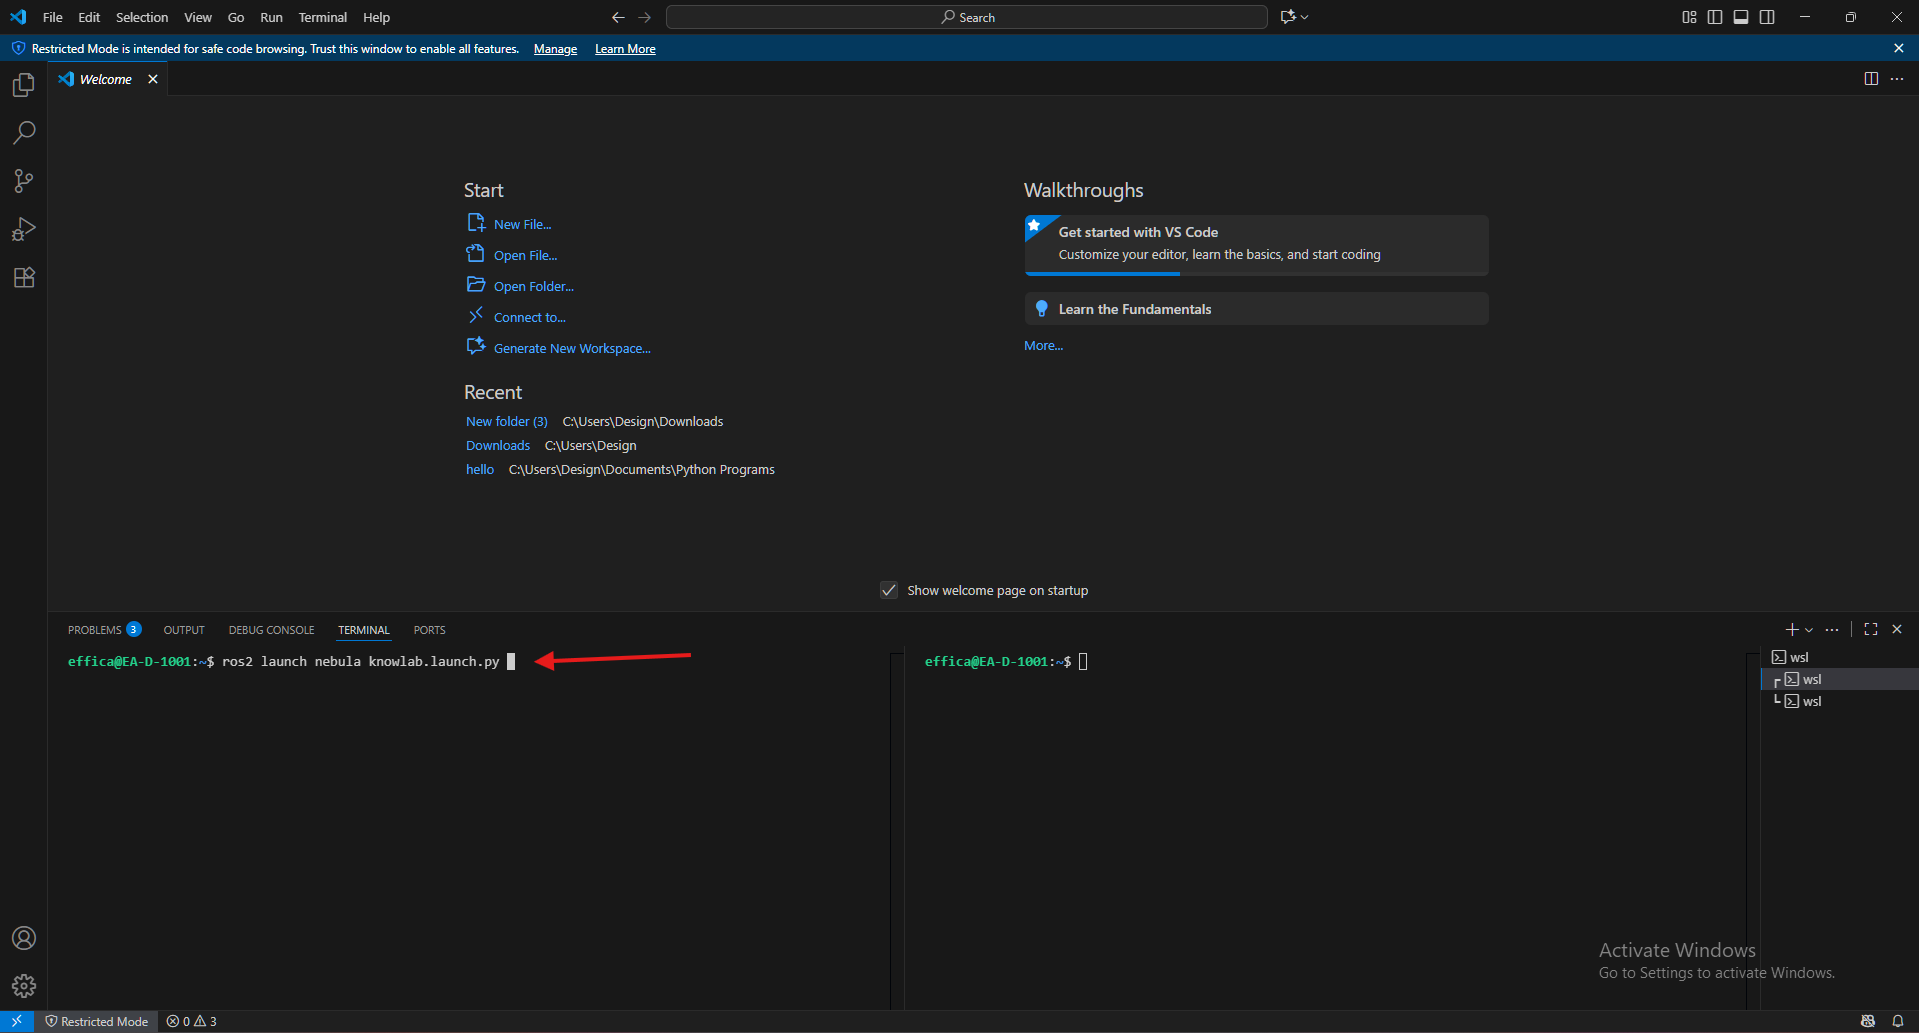 File Edit Selection View Go Run Terminal Help
Search
Restricted Mode is intended for safe code browsing. Trust this window to enable all features. Manage Learn More
Welcome
Start
New File...
Open File...
Open Folder...
Connect to...
Generate New Workspace...
Recent
New folder (3) C:\Users\Design\Downloads
Downloads C:\Users\Design
hello C:\Users\Design\Documents\Python Programs
Walkthroughs
Get started with VS Code
Customize your editor, learn the basics, and start coding
Learn the Fundamentals
More...
Show welcome page on startup
PROBLEMS 3 OUTPUT DEBUG CONSOLE TERMINAL PORTS
effica@EA-D-1001:~$ ros2 launch nebula knowlab.launch.py
effica@EA-D-1001:~$
wsl
wsl
wsl
Activate Windows
Go to Settings to activate Windows.
Restricted Mode 0 3